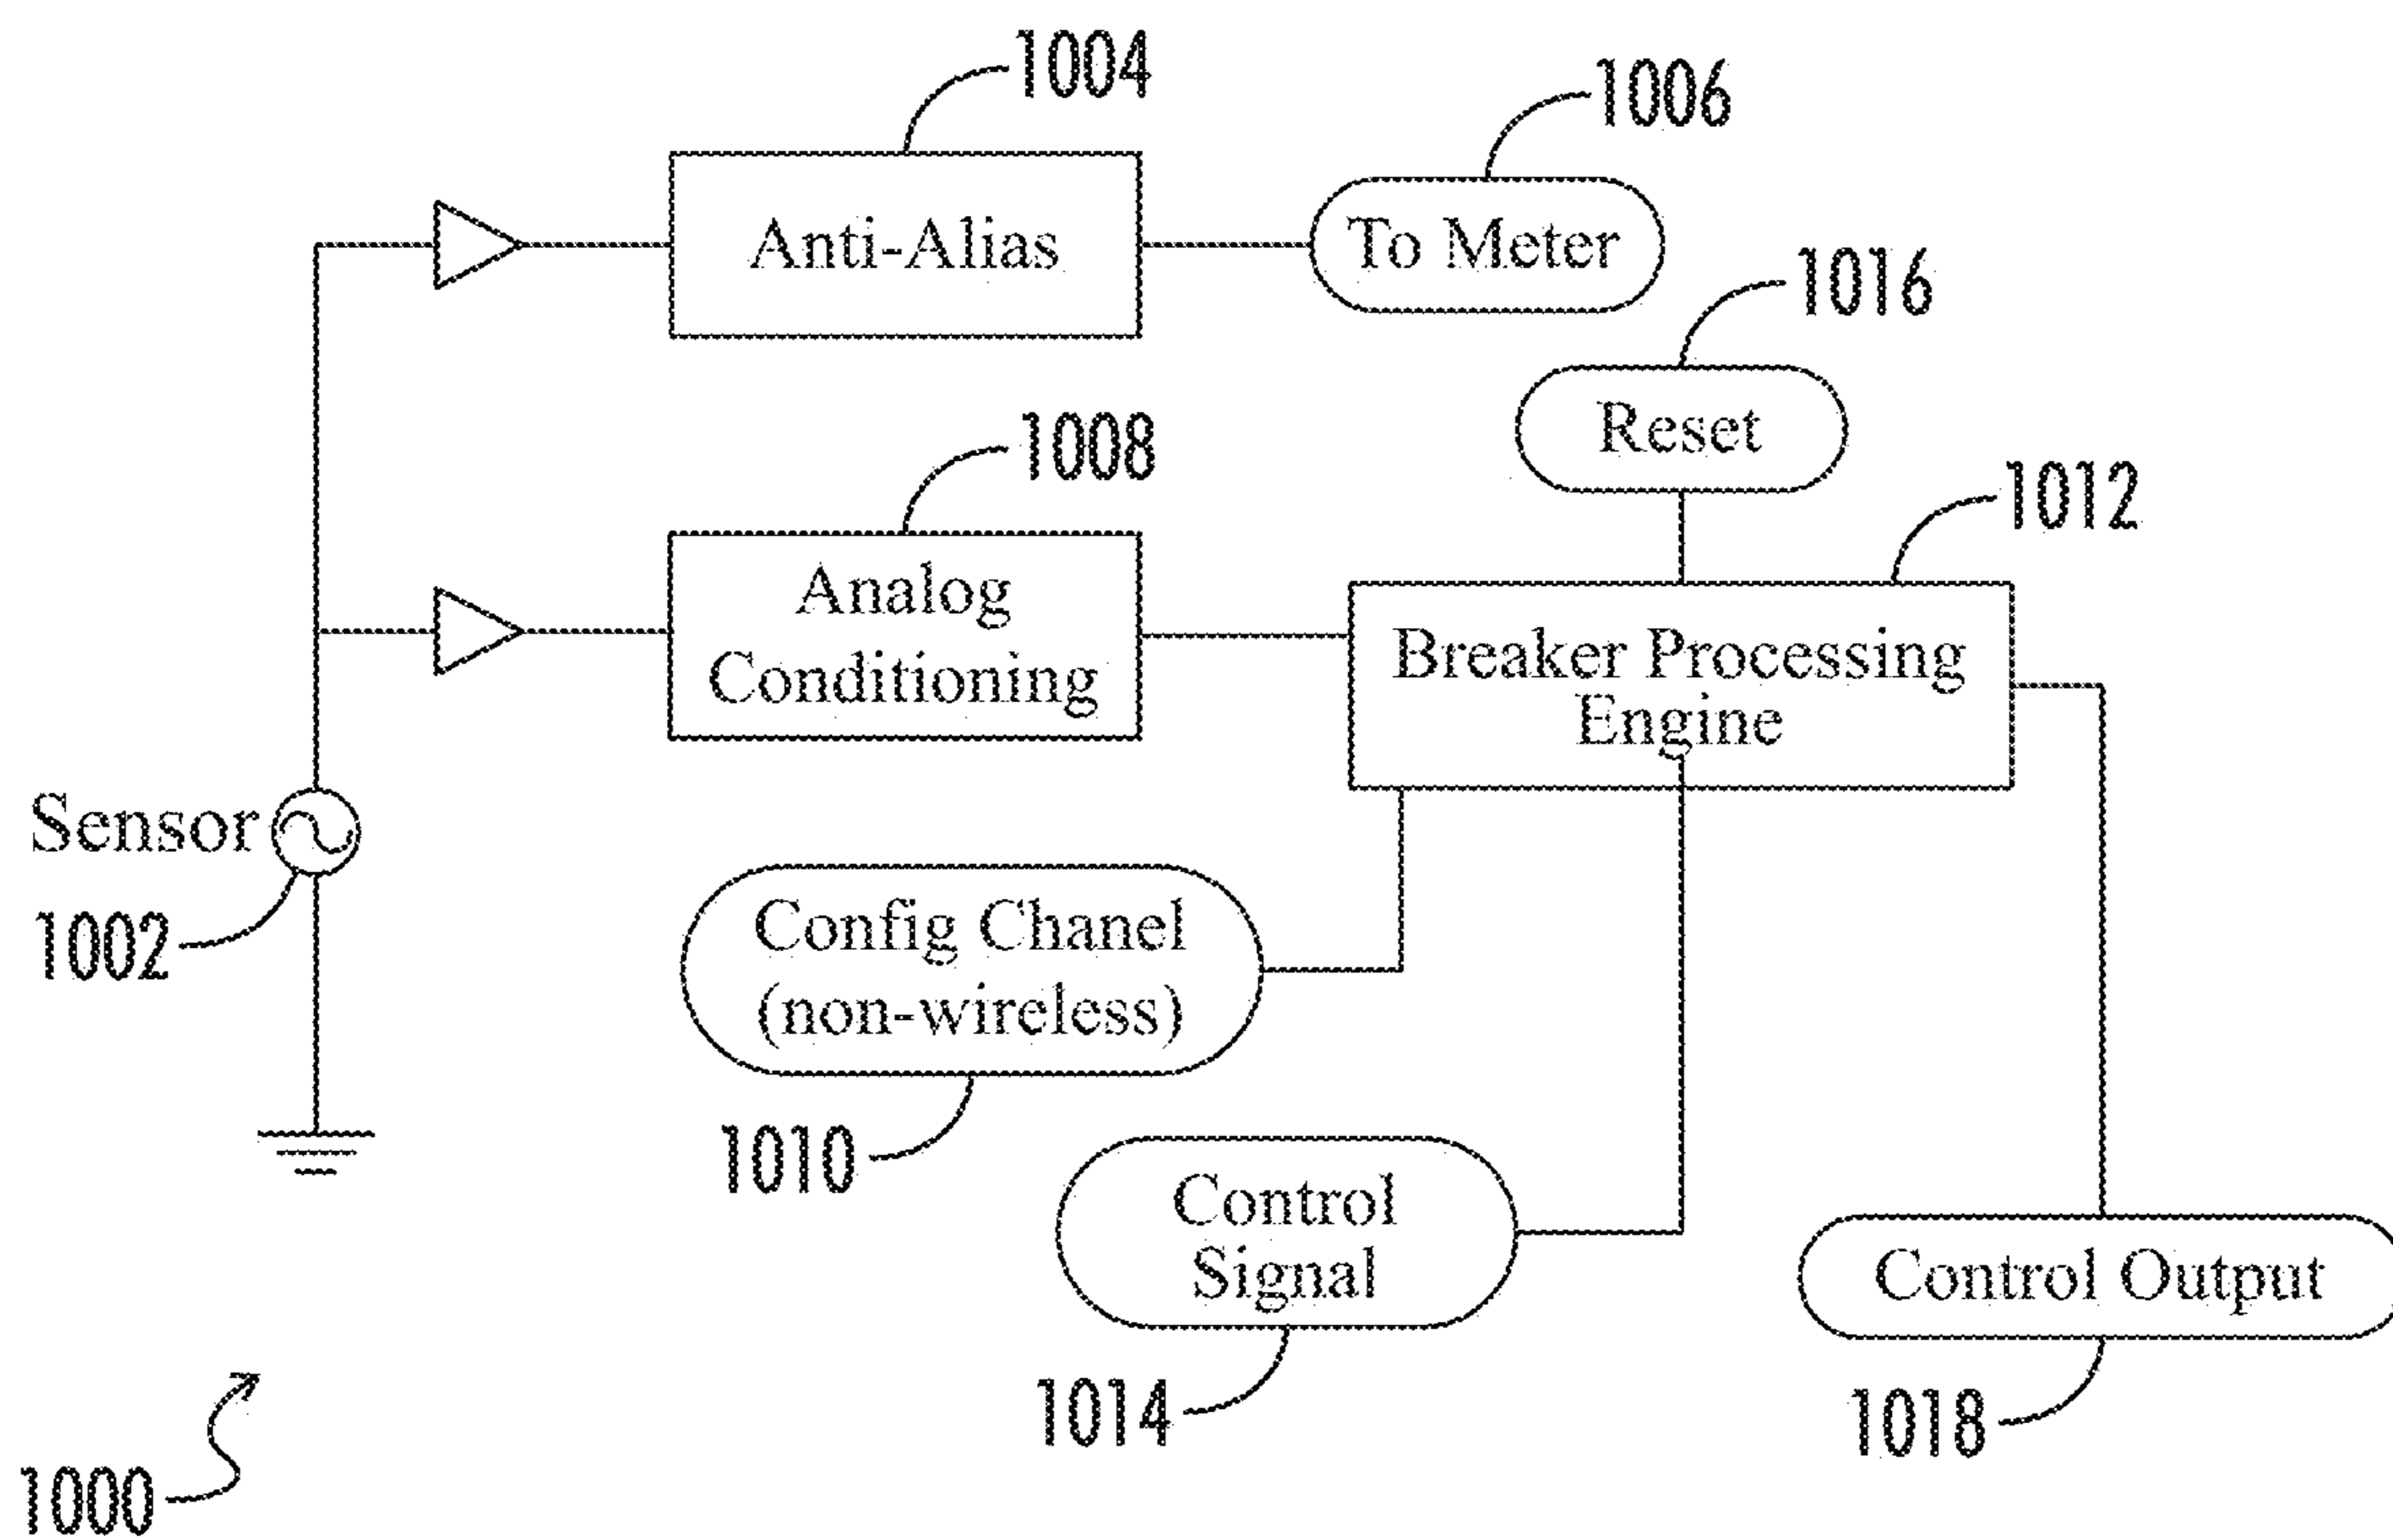 1004
1006
Anti-Alias
To Meter
1016
1008
Reset
1012
Analog
Conditioning
Breaker Processing
Engine
Sensor
1002
Config Chanel
(non-wireless)
1010
Control
Signal
Control Output
1014
1018
1000